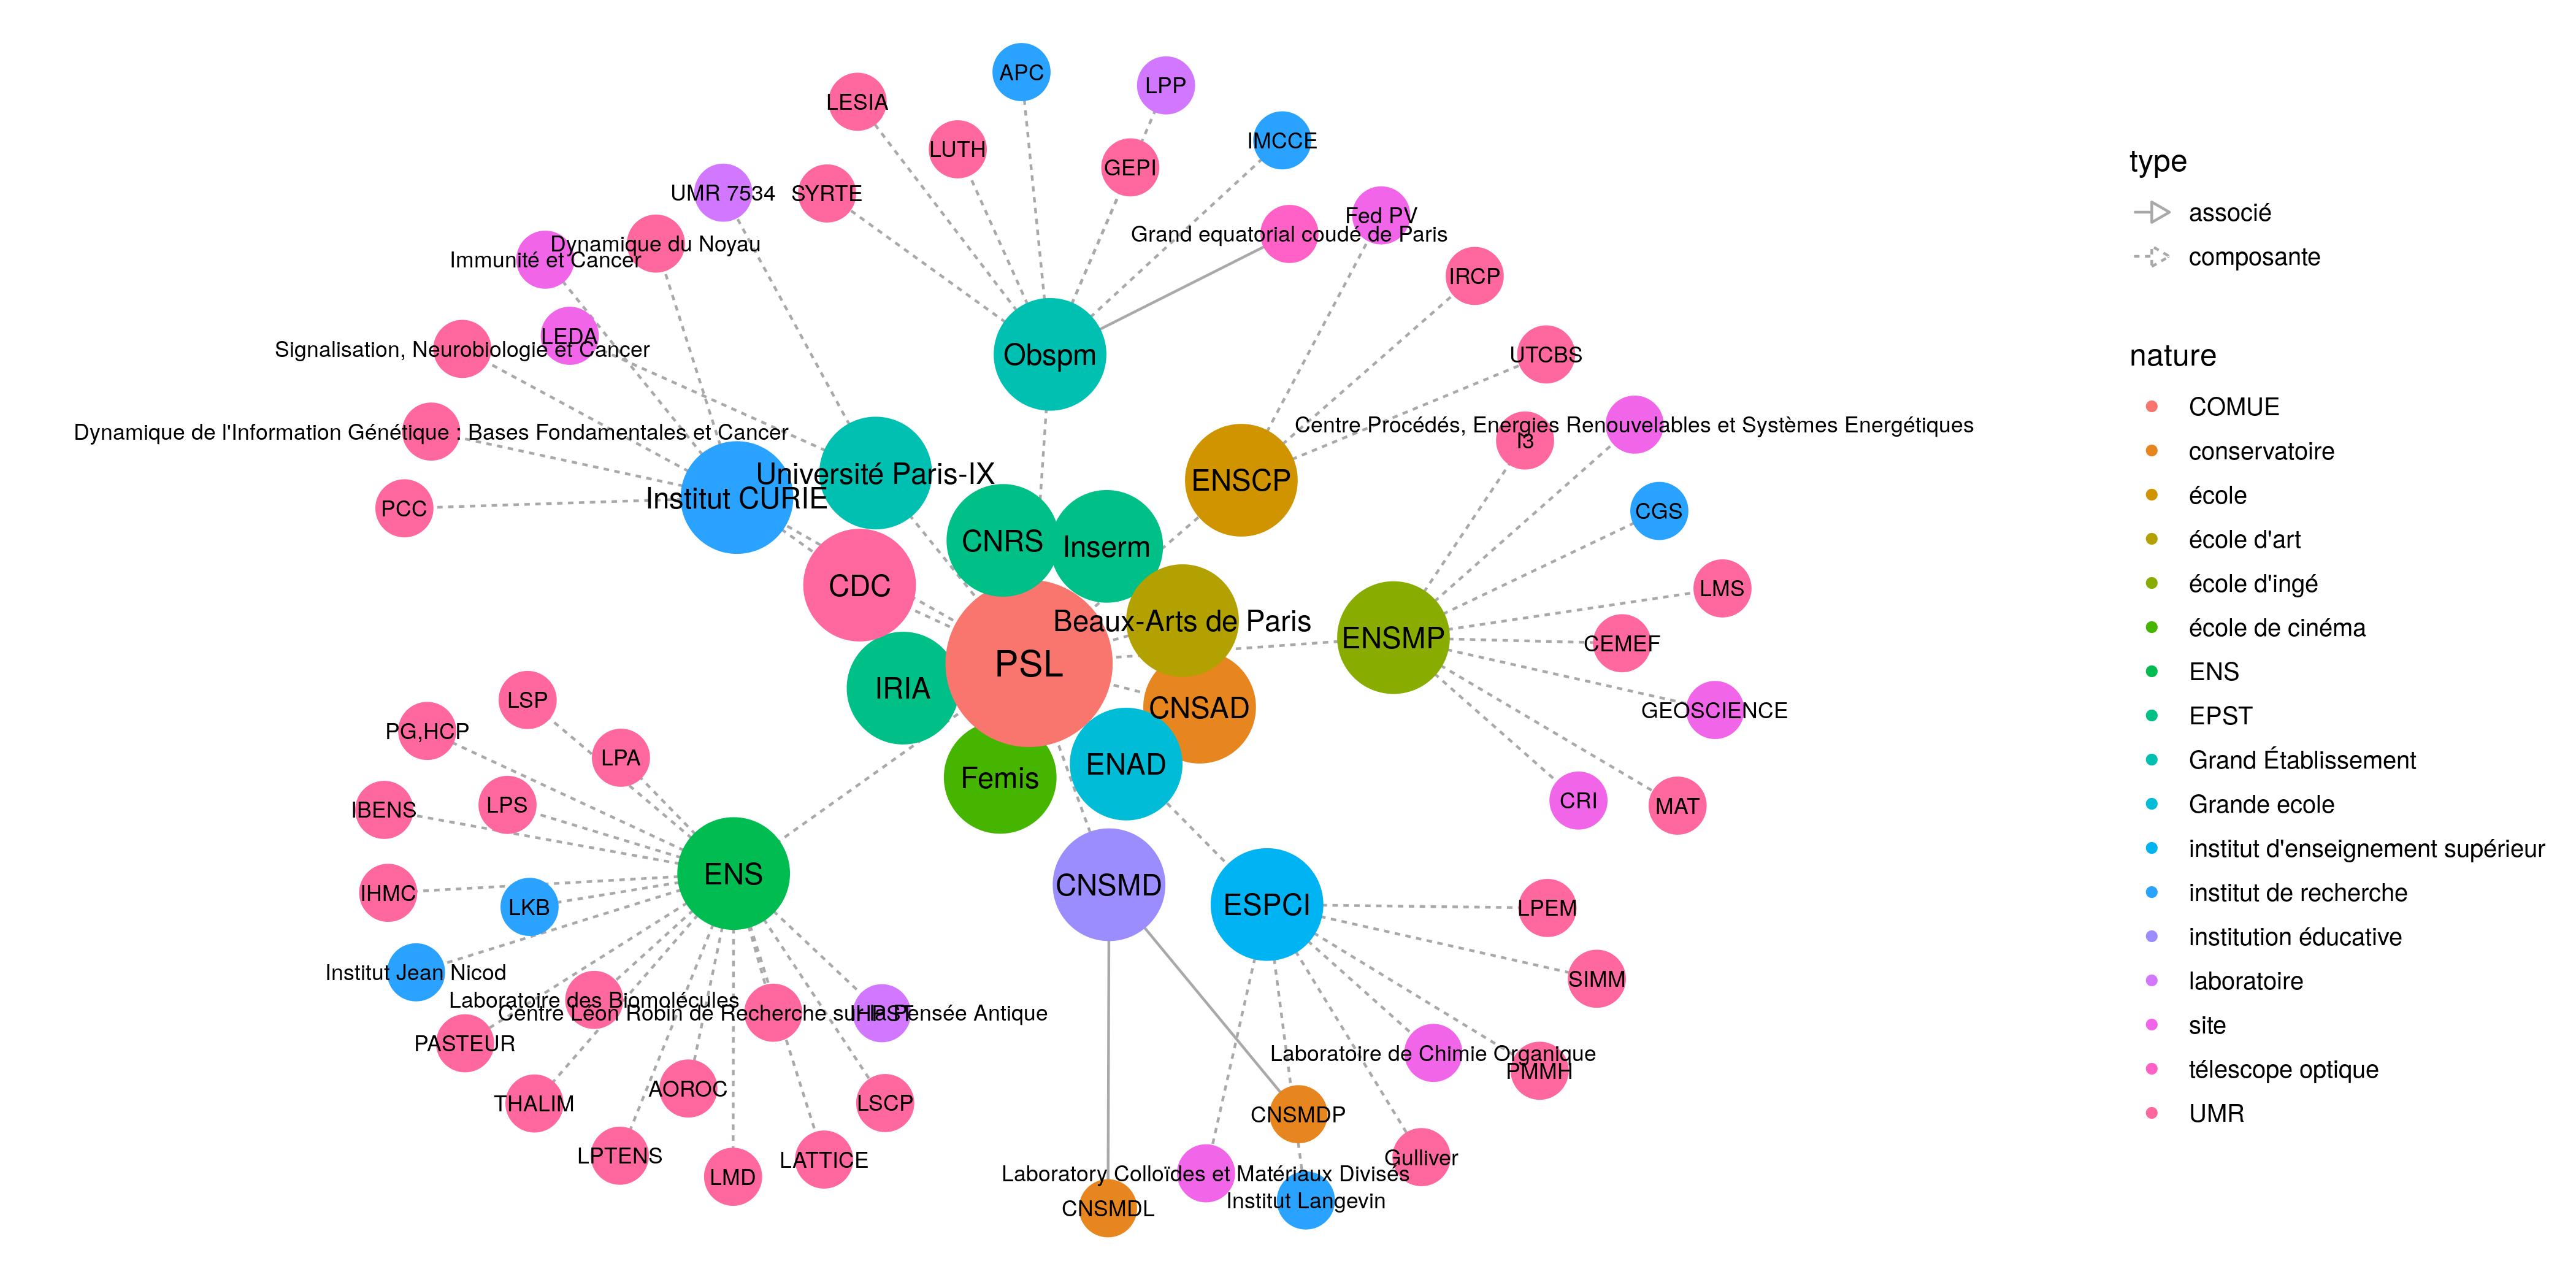 APC
LPP
LESIA
IMCCE
LUTH
GEPI
UMR 7534
SYRTE
Fed PV
Grand equatorial coudé de Paris
Dynamique du Noyau
Immunité et Cancer
IRCP
LEDA
Signalisation, Neurobiologie et Cancer
Obspm
UTCBS
Centre Procédés, Energies Renouvelables et Systèmes Energétiques
I3
Dynamique de l'Information Génétique : Bases Fondamentales et Cancer
Université Paris-IX
ENSCP
Institut CURIE
PCC
CGS
CNRS
Inserm
CDC
LMS
Beaux-Arts de Paris
ENSMP
CEMEF
PSL
IRIA
LSP
CNSAD
GEOSCIENCE
PG,HCP
LPA
ENAD
Femis
CRI
MAT
IBENS
LPS
ENS
CNSMD
IHMC
LKB
ESPCI
LPEM
Institut Jean Nicod
SIMM
Laboratoire des Biomolécules
Centre Léon Robin de Recherche sur la Pensée Antique
IHPST
PASTEUR
Laboratoire de Chimie Organique
PMMH
AOROC
THALIM
LSCP
CNSMDP
LPTENS
LATTICE
Gulliver
LMD
Laboratory Colloïdes et Matériaux Divisés
Institut Langevin
CNSMDL
type
associé
composante
nature
COMUE
conservatoire
école
école d'art
école d'ingé
école de cinéma
ENS
EPST
Grand Établissement
Grande ecole
institut d'enseignement supérieur
institut de recherche
institution éducative
laboratoire
site
télescope optique
UMR